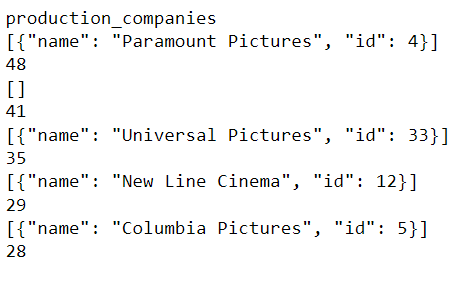 production_companies
[{"name": "Paramount Pictures", "id": 4}]
48
[]
41
[{"name": "Universal Pictures", "id": 33}]
35
[{"name": "New Line Cinema", "id": 12}]
29
[{"name": "Columbia Pictures", "id": 5}]
28